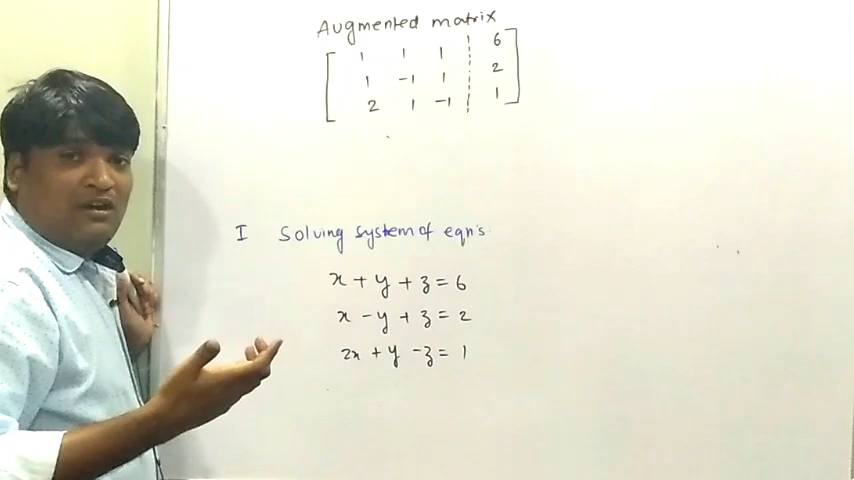 Augmented matrix
1 1 1 6
1 -1 1 2
2 1 -1 1
I Solving system of eqn's
x + y + z = 6
x - y + z = 2
2x + y - z = 1